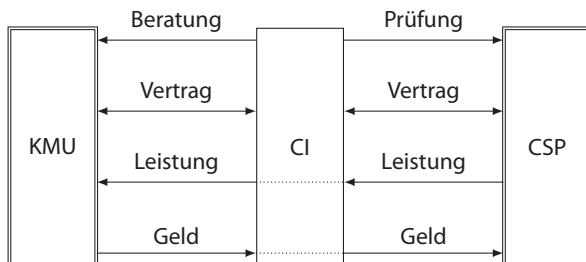 Beratung Prüfung
Vertrag Vertrag
KMU CI CSP
Leistung Leistung
Geld Geld